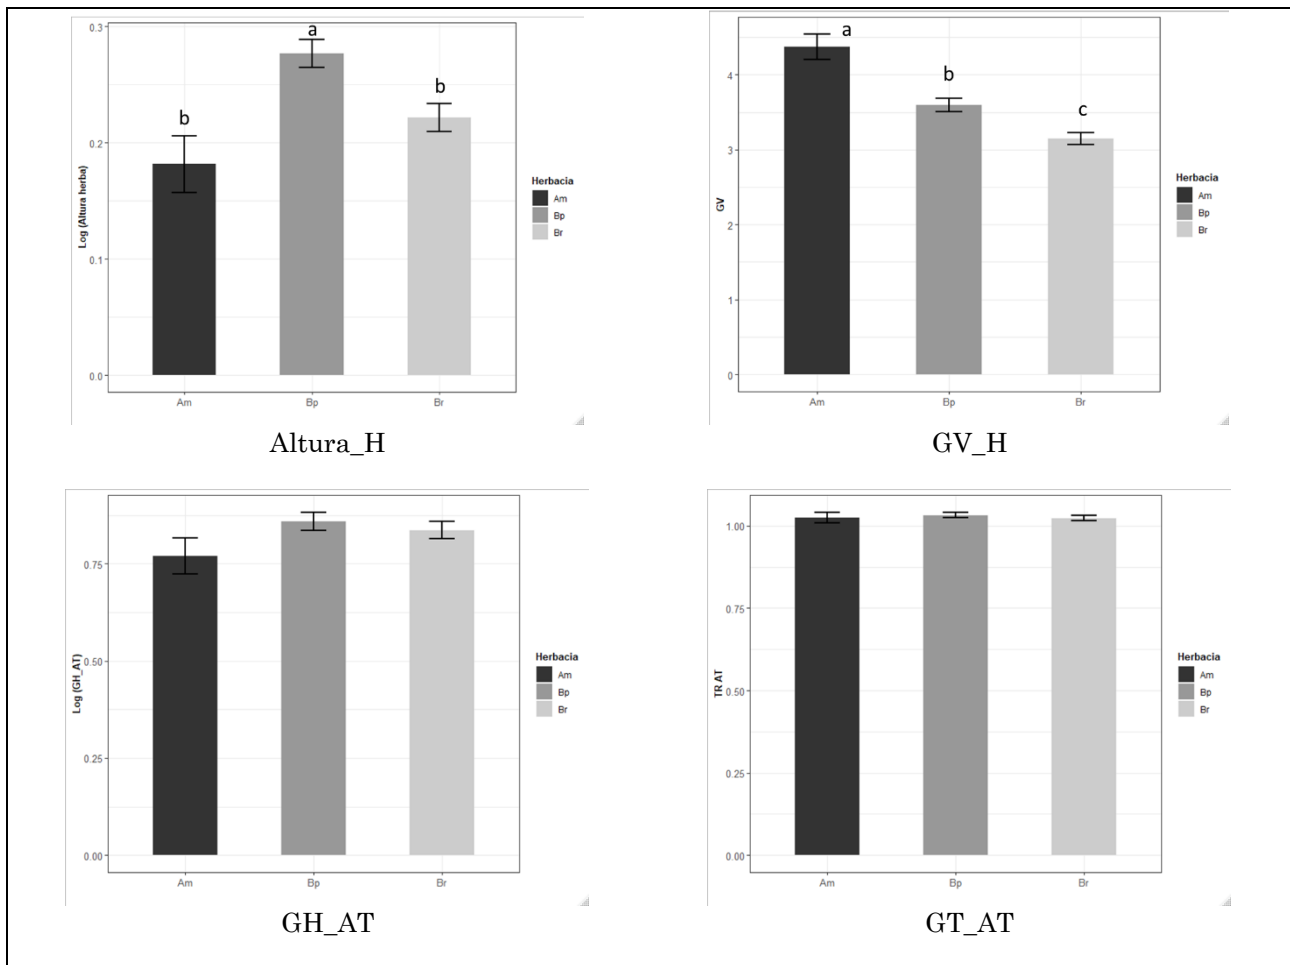 0.3
0.2
0.1
0.0
Log (Altura herba)
b
a
b
Am
Bp
Br
Herbacia
Am
Bp
Br
Altura_H
4
3
2
1
0
GV
a
b
c
Am
Bp
Br
Herbacia
Am
Bp
Br
GV_H
0.75
0.50
0.25
0.00
Log (GH_AT)
Am
Bp
Br
Herbacia
Am
Bp
Br
GH_AT
1.00
0.75
0.50
0.25
0.00
TR AT
Am
Bp
Br
Herbacia
Am
Bp
Br
GT_AT